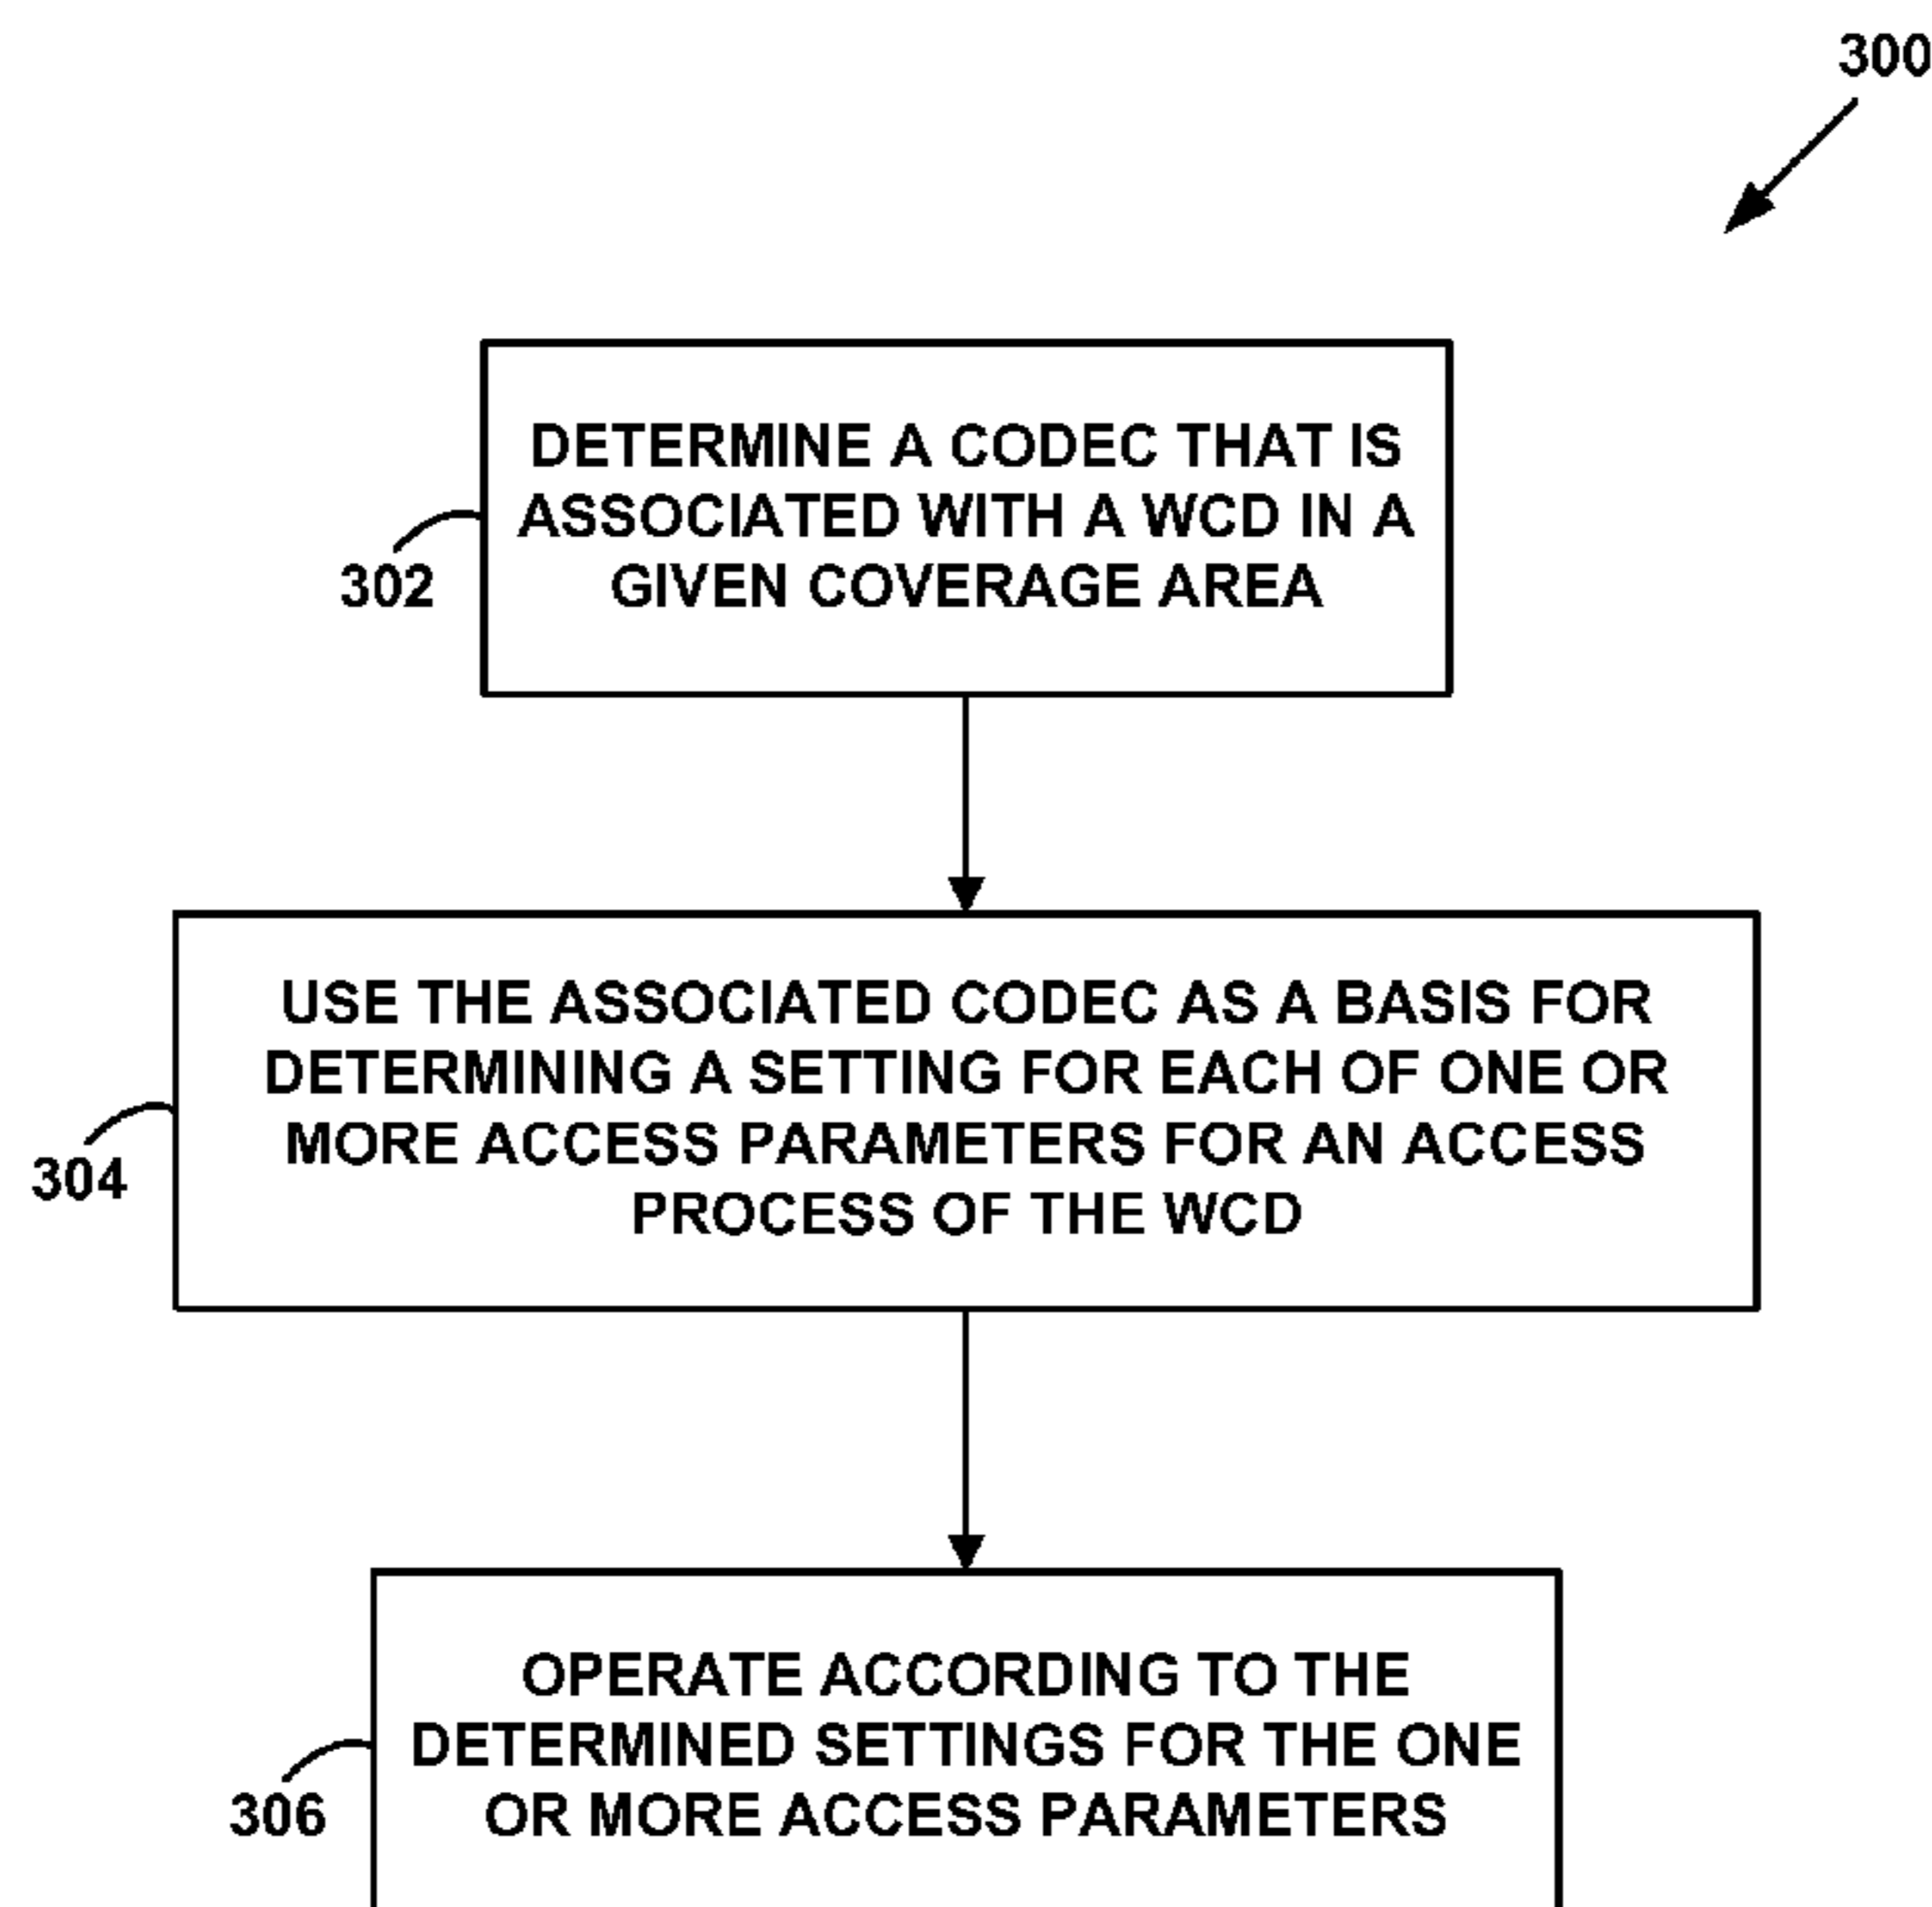 300
DETERMINE A CODEC THAT IS
ASSOCIATED WITH A WCD IN A
GIVEN COVERAGE AREA
302
USE THE ASSOCIATED CODEC AS A BASIS FOR
DETERMINING A SETTING FOR EACH OF ONE OR
MORE ACCESS PARAMETERS FOR AN ACCESS
PROCESS OF THE WCD
304
OPERATE ACCORDING TO THE
DETERMINED SETTINGS FOR THE ONE
OR MORE ACCESS PARAMETERS
306